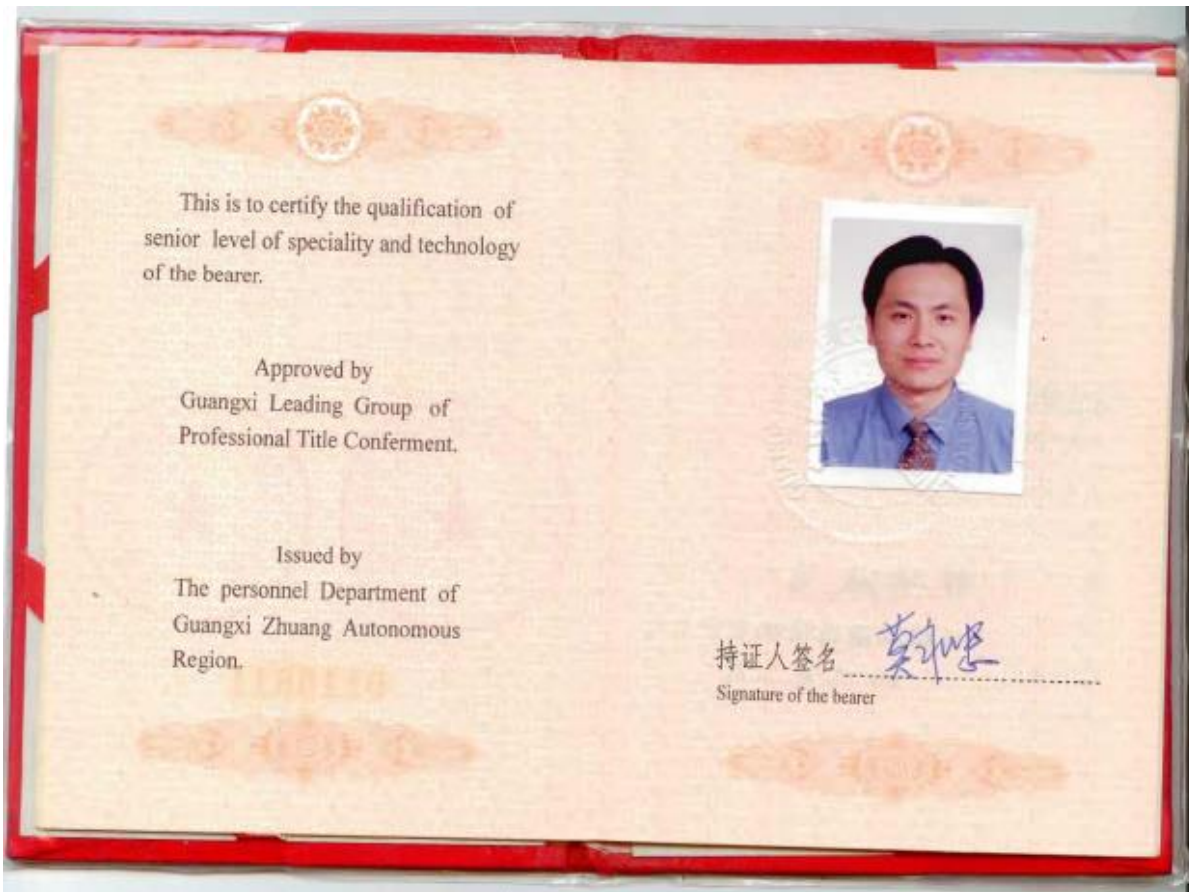 This is to certify the qualification of
senior level of speciality and technology
of the bearer.
Approved by
Guangxi Leading Group of
Professional Title Conferment.
Issued by
The personnel Department of
Guangxi Zhuang Autonomous
Region.
持证人签名
Signature of the bearer